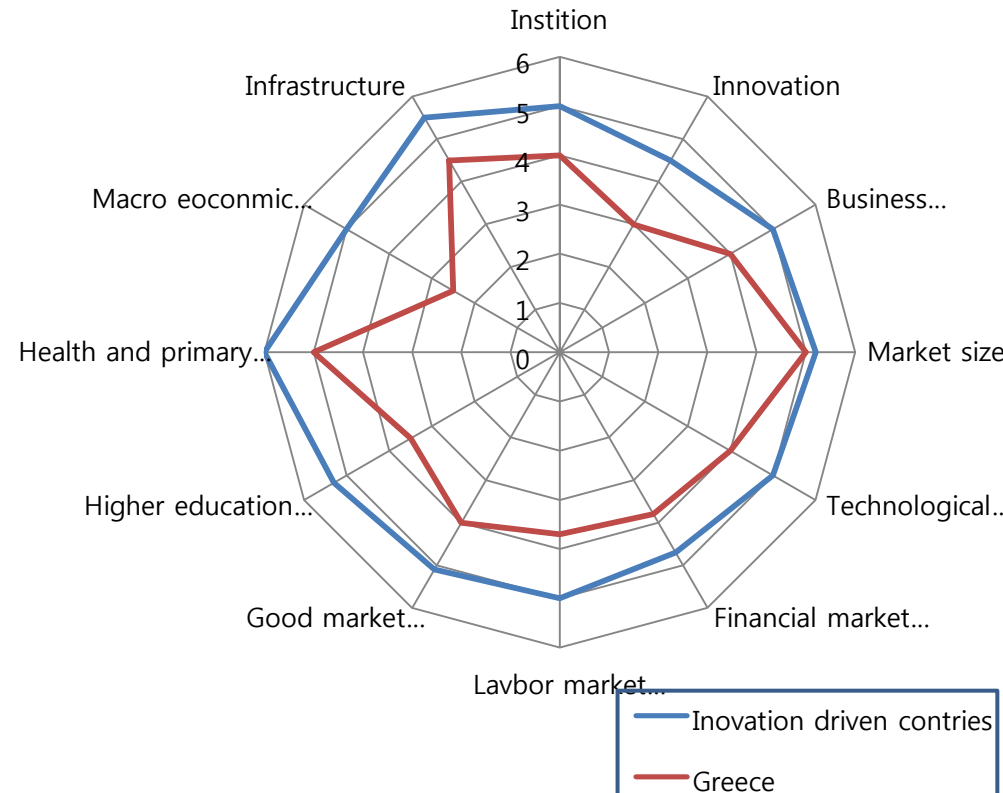 Instition
Innovation
Business...
Market size
Technological...
Financial market...
Lavbor market...
Good market...
Higher education...
Health and primary...
Macro eoconmic...
Infrastructure
6
5
4
3
2
1
0
Inovation driven contries
Greece